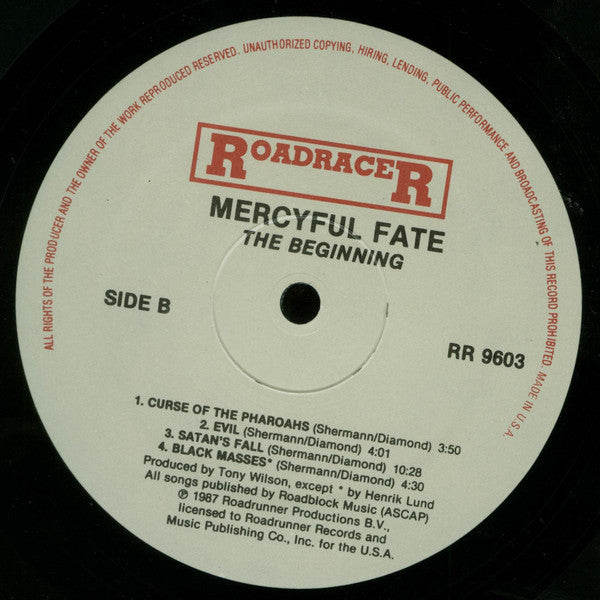 ALL RIGHTS OF THE PRODUCER AND THE OWNER OF THE WORK REPRODUCED RESERVED. UNAUTHORIZED COPYING, HIRING, LENDING, PUBLIC PERFORMANCE AND BROADCASTING OF THIS RECORD PROHIBITED. MADE IN U.S.A.
ROADRACER
MERCYFUL FATE
THE BEGINNING
SIDE B
RR 9603
1. CURSE OF THE PHAROAHS (Shermann/Diamond) 3:50
2. EVIL (Shermann/Diamond) 4:01
3. SATAN'S FALL (Shermann/Diamond) 10:28
4. BLACK MASSES* (Shermann/Diamond) 4:30
Produced by Tony Wilson, except * by Henrik Lund
All songs published by Roadblock Music (ASCAP)
℗ 1987 Roadrunner Productions B.V.,
licensed to Roadrunner Records and
Music Publishing Co., Inc. for the U.S.A.